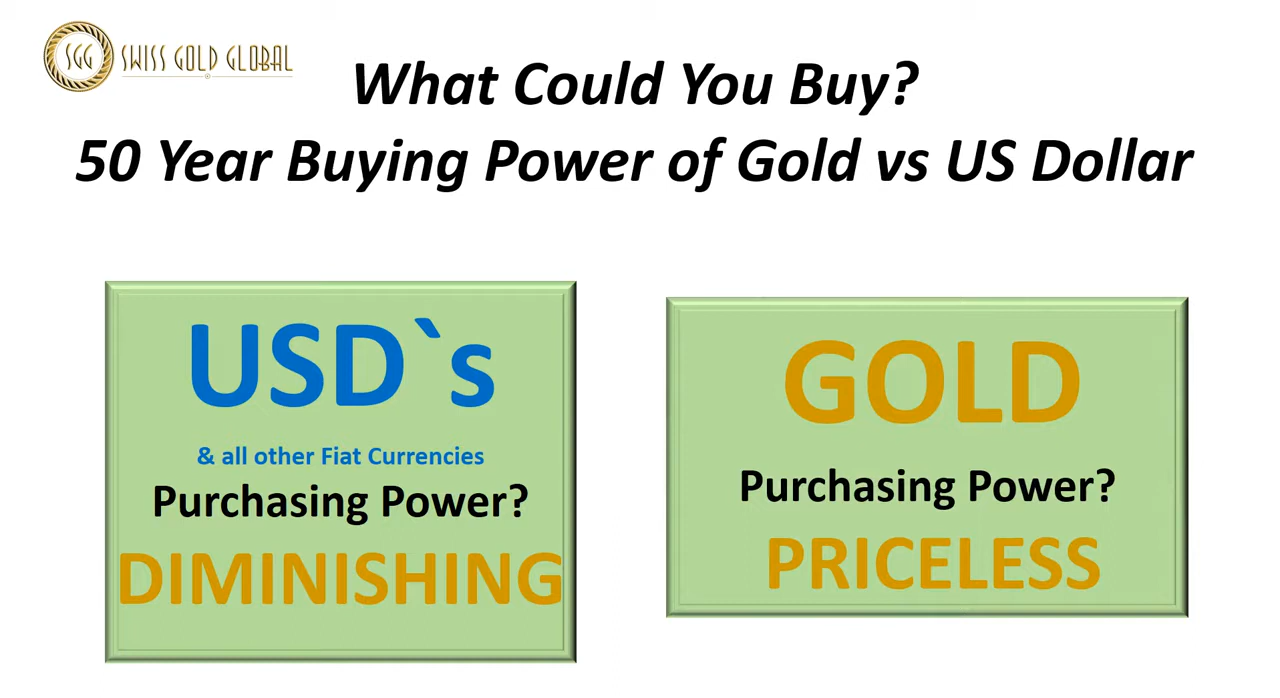 SGG SWISS GOLD GLOBAL
What Could You Buy?
50 Year Buying Power of Gold vs US Dollar
USD`s
& all other Fiat Currencies
Purchasing Power?
DIMINISHING
GOLD
Purchasing Power?
PRICELESS